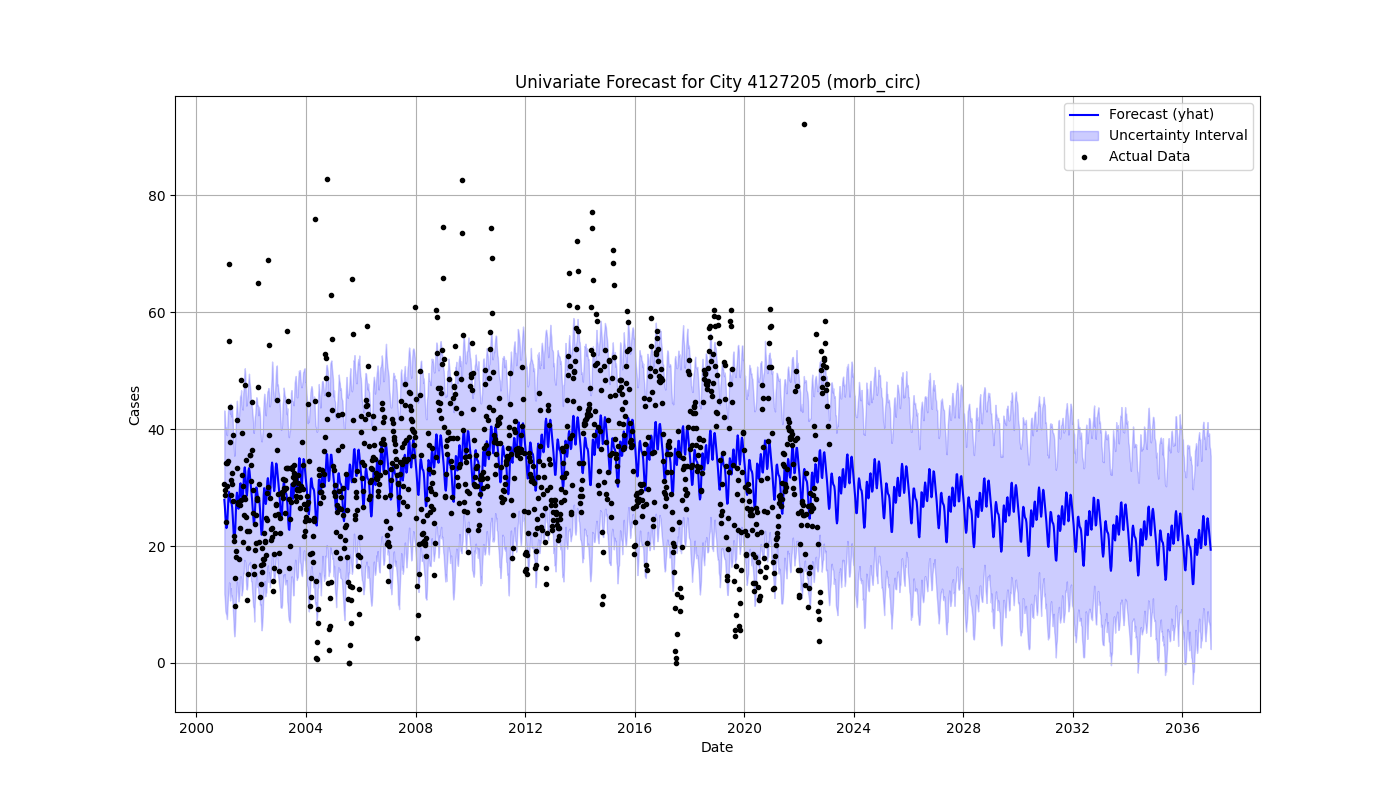 Univariate Forecast for City 4127205 (morb_circ)
Forecast (yhat)
Uncertainty Interval
Actual Data
Cases
80
60
40
20
0
2000 2004 2008 2012 2016 2020 2024 2028 2032 2036
Date